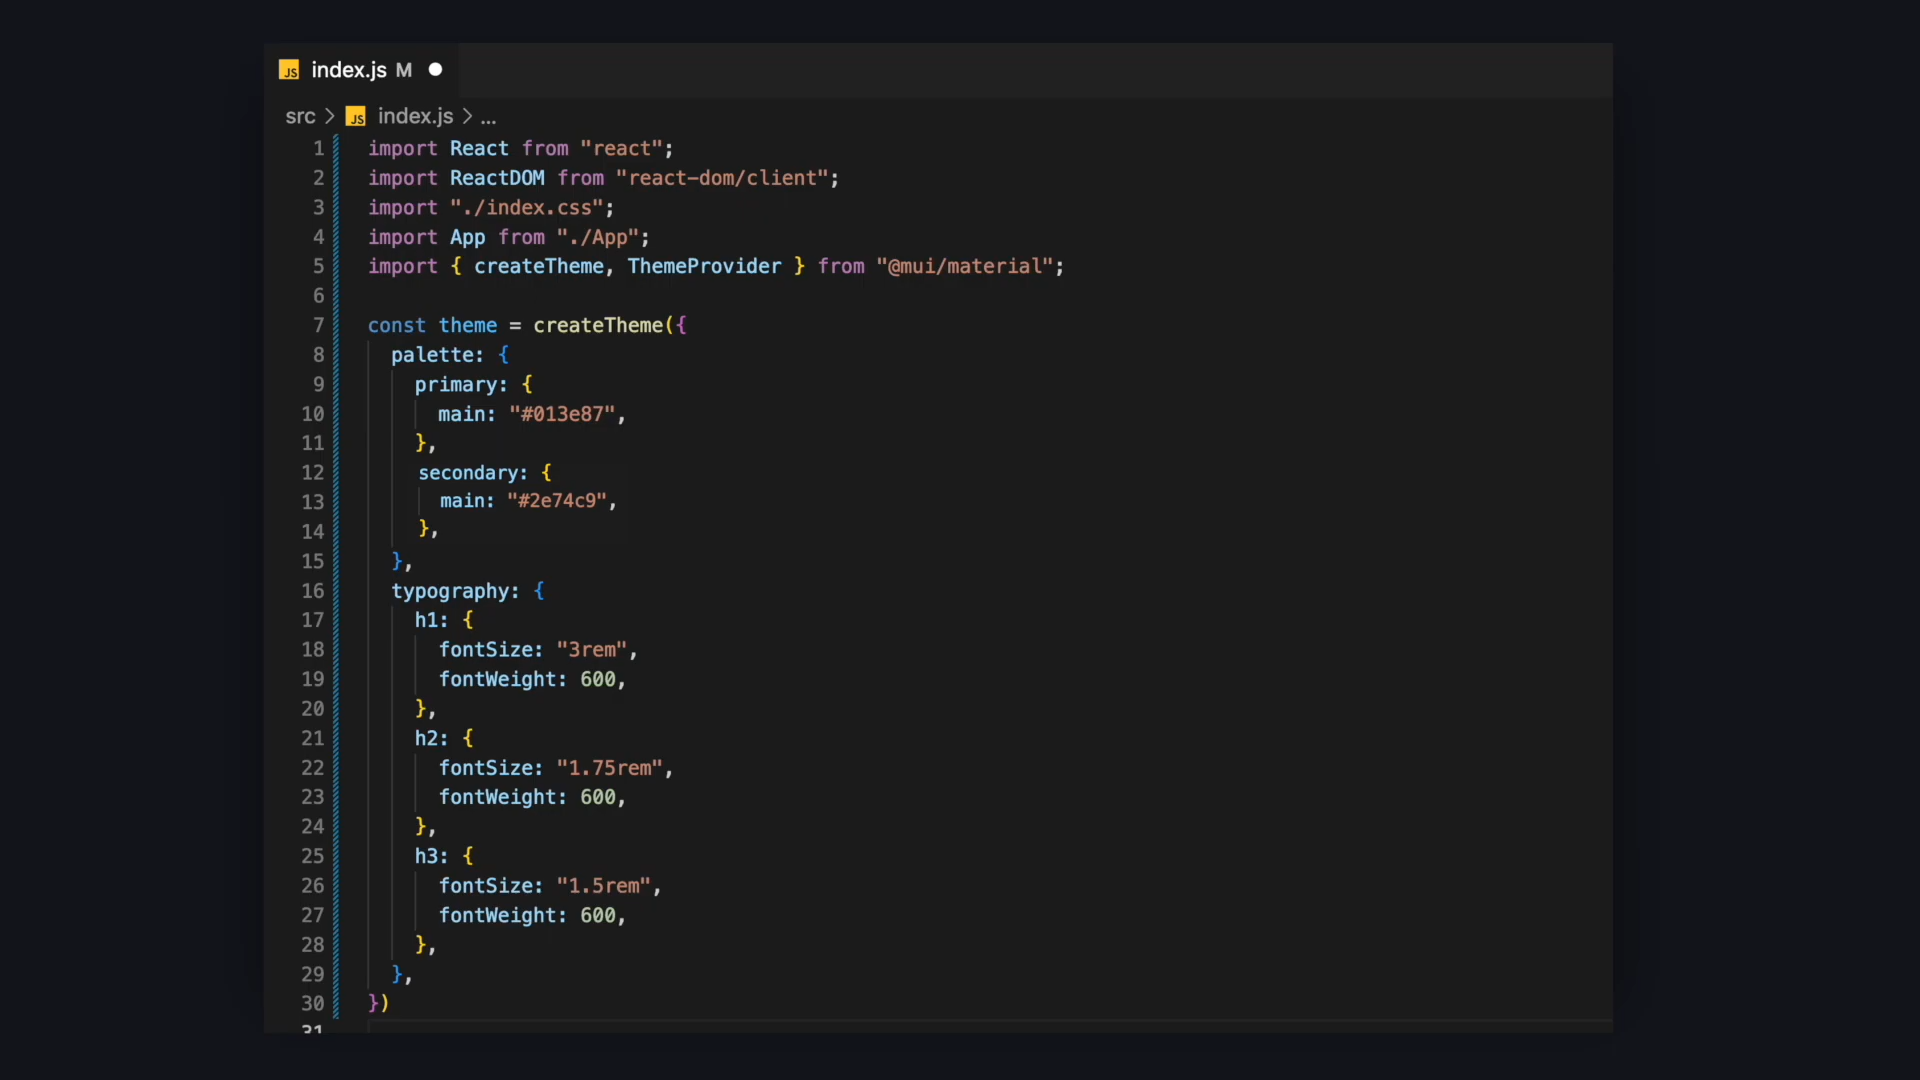 JS index.js M
src > JS index.js > ...
1 import React from "react";
2 import ReactDOM from "react-dom/client";
3 import "./index.css";
4 import App from "./App";
5 import { createTheme, ThemeProvider } from "@mui/material";
6
7 const theme = createTheme({
8 palette: {
9 primary: {
10 main: "#013e87",
11 },
12 secondary: {
13 main: "#2e74c9",
14 },
15 },
16 typography: {
17 h1: {
18 fontSize: "3rem",
19 fontWeight: 600,
20 },
21 h2: {
22 fontSize: "1.75rem",
23 fontWeight: 600,
24 },
25 h3: {
26 fontSize: "1.5rem",
27 fontWeight: 600,
28 },
29 },
30 })
31